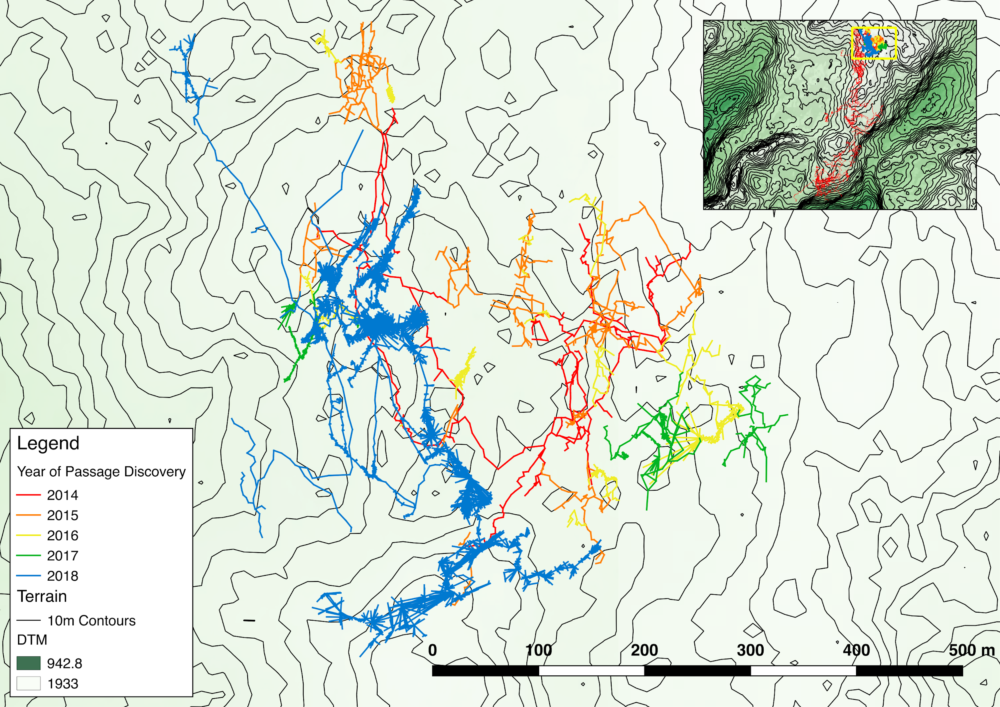 Legend
Year of Passage Discovery
2014
2015
2016
2017
2018
Terrain
10m Contours
DTM
942.8
1933
0 100 200 300 400 500 m